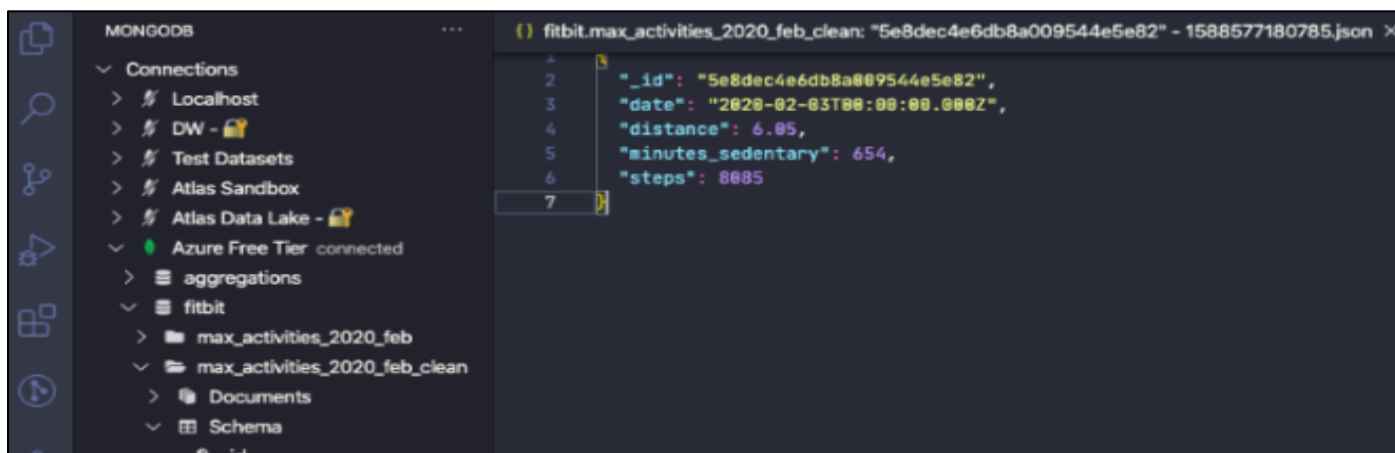 MONGODB
Connections
Localhost
DW - 🔐
Test Datasets
Atlas Sandbox
Atlas Data Lake - 🔐
Azure Free Tier connected
aggregations
fitbit
max_activities_2020_feb
max_activities_2020_feb_clean
Documents
Schema
{} fitbit.max_activities_2020_feb_clean: "5e8dec4e6db8a009544e5e82" - 1588577180785.json ×
1 {
2 "_id": "5e8dec4e6db8a009544e5e82",
3 "date": "2020-02-03T00:00:00.000Z",
4 "distance": 6.05,
5 "minutes_sedentary": 654,
6 "steps": 8085
7 }